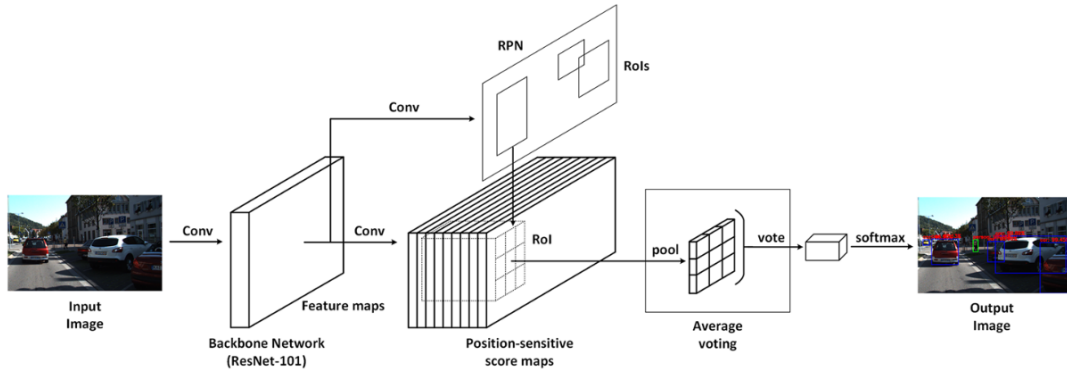 RPN
RoIs
Conv
Conv
Conv
RoI
pool
vote
softmax
Feature maps
Input
Image
Backbone Network
(ResNet-101)
Position-sensitive
score maps
Average
voting
Output
Image